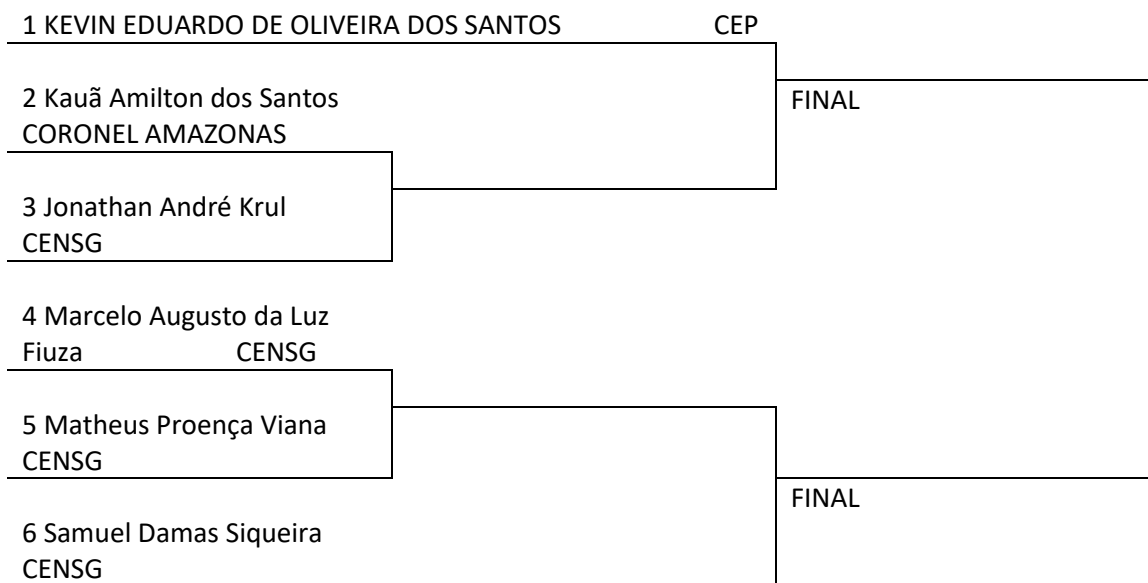 1 KEVIN EDUARDO DE OLIVEIRA DOS SANTOS CEP
2 Kauã Amilton dos Santos
CORONEL AMAZONAS
FINAL
3 Jonathan André Krul
CENSG
4 Marcelo Augusto da Luz
Fiuza CENSG
5 Matheus Proença Viana
CENSG
FINAL
6 Samuel Damas Siqueira
CENSG